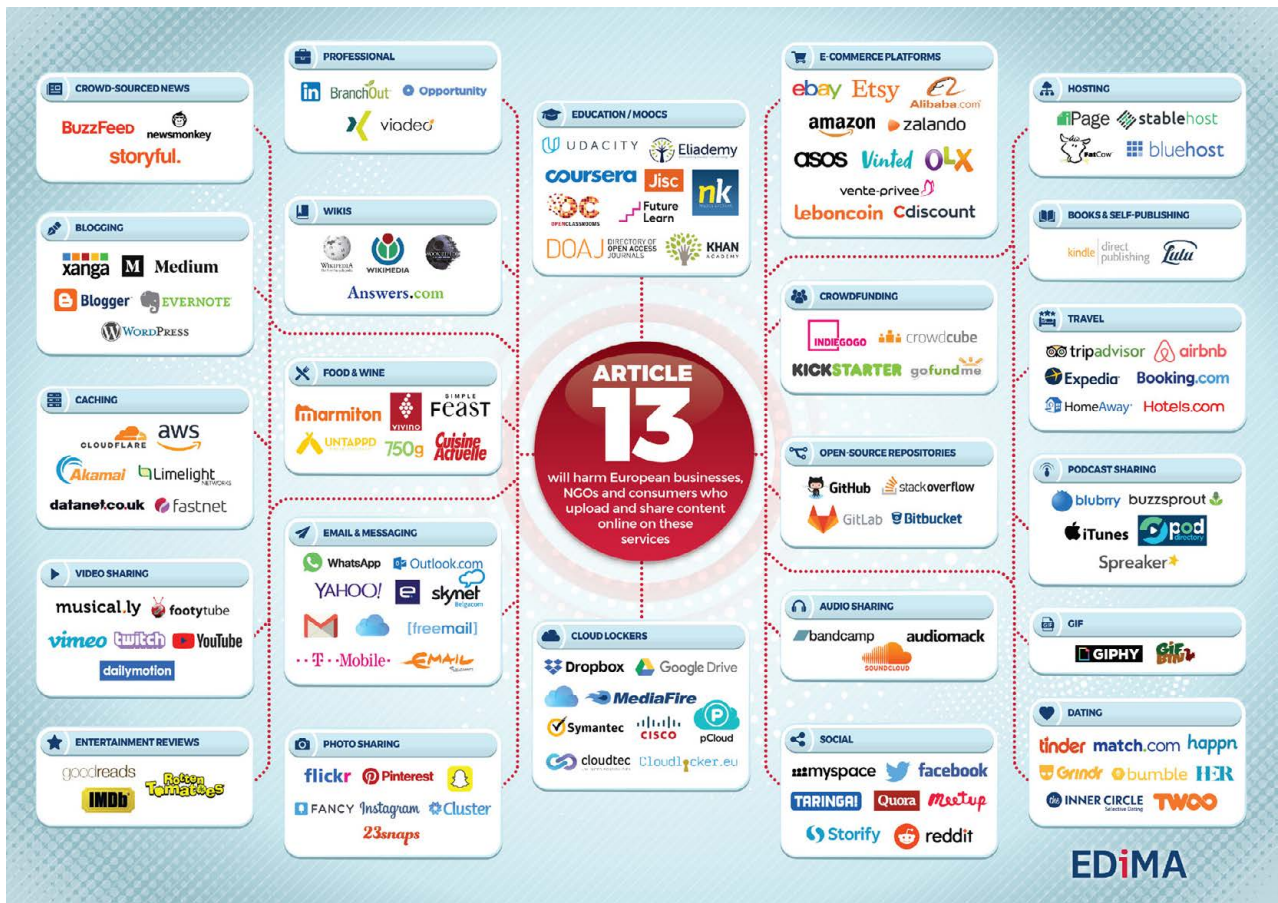 CROWD-SOURCED NEWS
BuzzFeed newsmonkey
storyful.
BLOGGING
xanga M Medium
Blogger EVERNOTE
WORDPRESS
CACHING
CLOUDFLARE aws
Akamai Limelight
NETWORKS
datanet.co.uk fastnet
VIDEO SHARING
musical.ly footytube
vimeo twitch YouTube
dailymotion
ENTERTAINMENT REVIEWS
goodreads Rotten
Tomatoes
IMDb
PROFESSIONAL
in BranchOut Opportunity
viadeo
WIKIS
WIKIPEDIA WIKIMEDIA
Answers.com
FOOD & WINE
marmiton VIVINO SIMPLE
FEAST
UNTAPPD 750g Cuisine
Actuelle
EMAIL & MESSAGING
WhatsApp Outlook.com
YAHOO! e skynet
Belgacom
[freemail]
T Mobile EMAIL
PHOTO SHARING
flickr Pinterest
FANCY Instagram Cluster
23snaps
EDUCATION / MOOCS
UDACITY Eliademy
coursera Jisc nk
OC
OPENCLASSROOMS
Future
Learn
DOAJ DIRECTORY OF
OPEN ACCESS
JOURNALS
KHAN
ACADEMY
ARTICLE
13
will harm European businesses,
NGOs and consumers who
upload and share content
online on these
services
CLOUD LOCKERS
Dropbox Google Drive
MediaFire
Symantec CISCO P pCloud
cloudtec Cloudlocker.eu
E-COMMERCE PLATFORMS
ebay Etsy Alibaba.com
amazon zalando
asos Vinted OLX
vente-privee
leboncoin Cdiscount
CROWDFUNDING
INDIEGOGO crowdcube
KICKSTARTER gofundme
OPEN-SOURCE REPOSITORIES
GitHub stackoverflow
GitLab Bitbucket
AUDIO SHARING
bandcamp audiomack
SOUNDCLOUD
SOCIAL
myspace facebook
TARINGA! Quora Meetup
Storify reddit
HOSTING
iPage stablehost
FatCow bluehost
BOOKS & SELF-PUBLISHING
kindle direct
publishing
Lulu
TRAVEL
tripadvisor airbnb
Expedia Booking.com
HomeAway Hotels.com
PODCAST SHARING
blubrry buzzsprout
iTunes pod
directory
Spreaker
GIF
GIPHY GIF
DATING
tinder match.com happn
Grindr bumble HER
the INNER CIRCLE
Selective Dating
TWOO
EDiMA